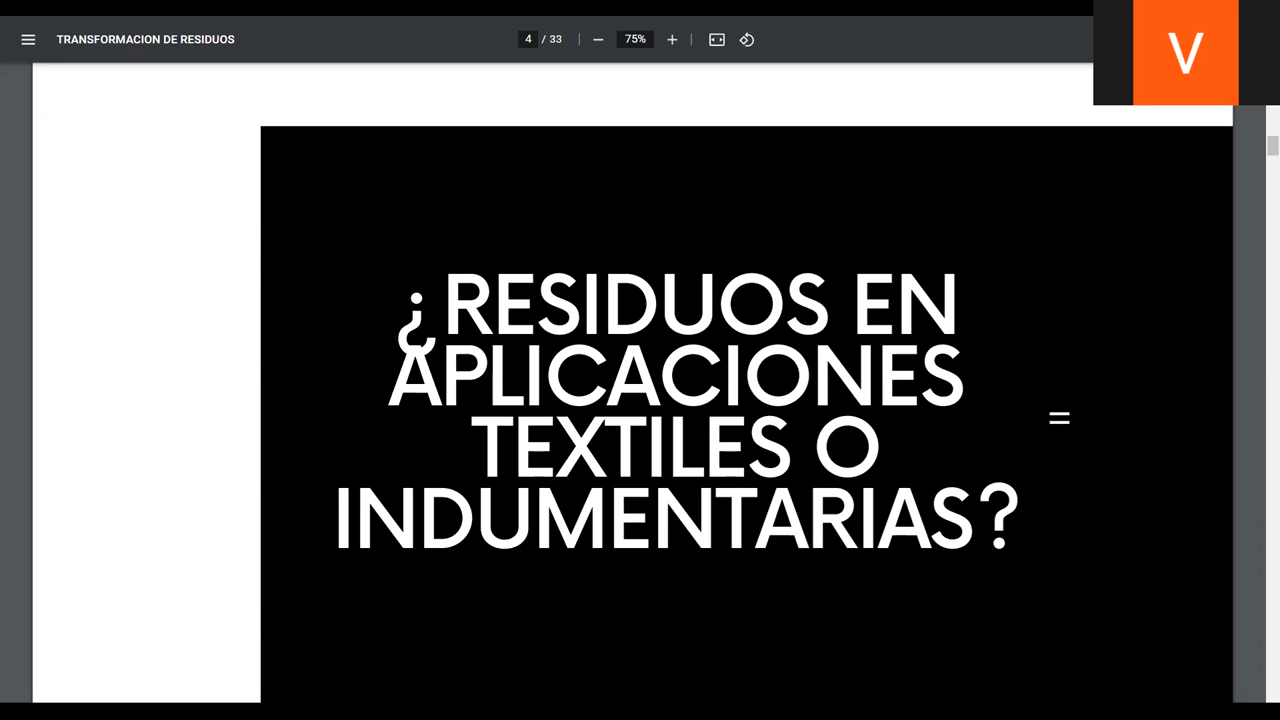 TRANSFORMACION DE RESIDUOS
4 / 33
75%
V
¿RESIDUOS EN
APLICACIONES
TEXTILES O
INDUMENTARIAS?
=